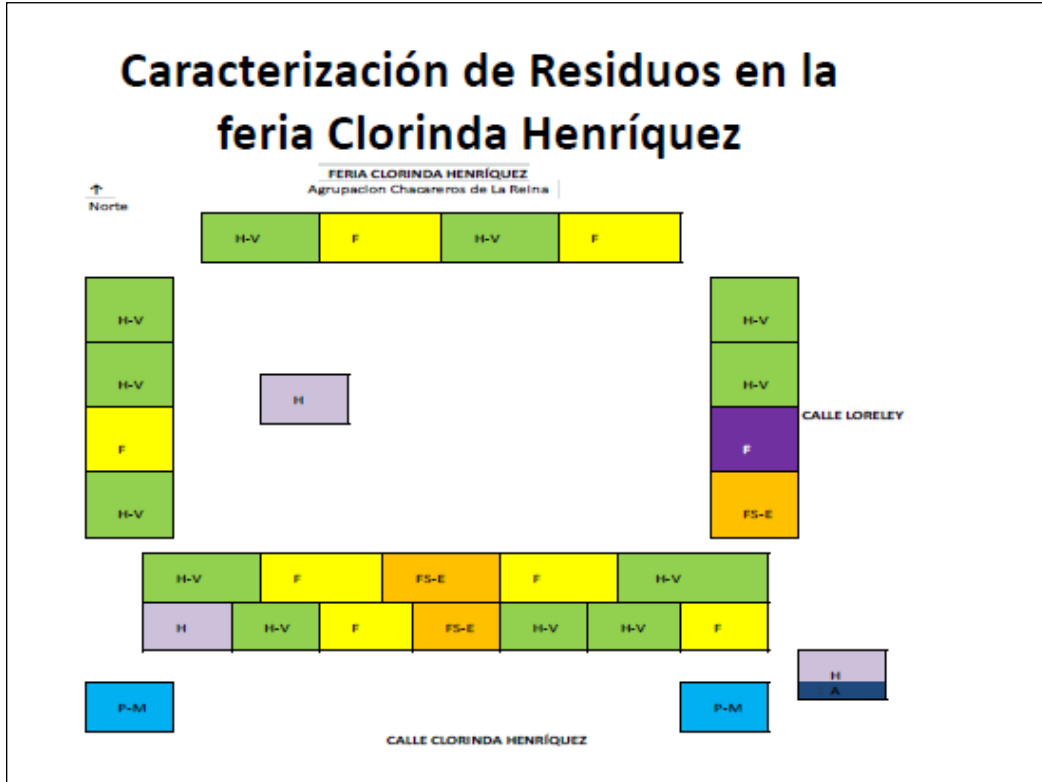 Caracterización de Residuos en la
feria Clorinda Henríquez
FERIA CLORINDA HENRÍQUEZ
Agrupacion Chacareros de La Reina
↑
Norte
H-V F H-V F
H-V
H-V
F
H-V
H
H-V
H-V
F
FS-E
CALLE LORELEY
H-V F FS-E F H-V
H H-V F FS-E H-V H-V F
H
A
P-M P-M
CALLE CLORINDA HENRÍQUEZ